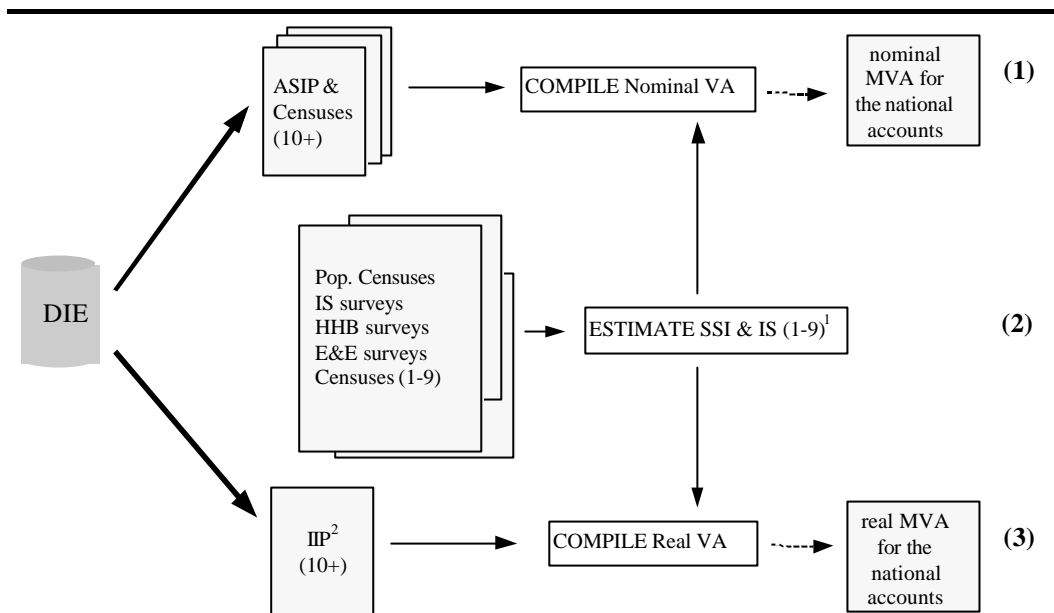 ASIP &
Censuses
(10+)
COMPILE Nominal VA
nominal
MVA for
the national
accounts
(1)
DIE
Pop. Censuses
IS surveys
HHB surveys
E&E surveys
Censuses (1-9)
ESTIMATE SSI & IS (1-9)¹
(2)
IIP²
(10+)
COMPILE Real VA
real MVA
for the
national
accounts
(3)